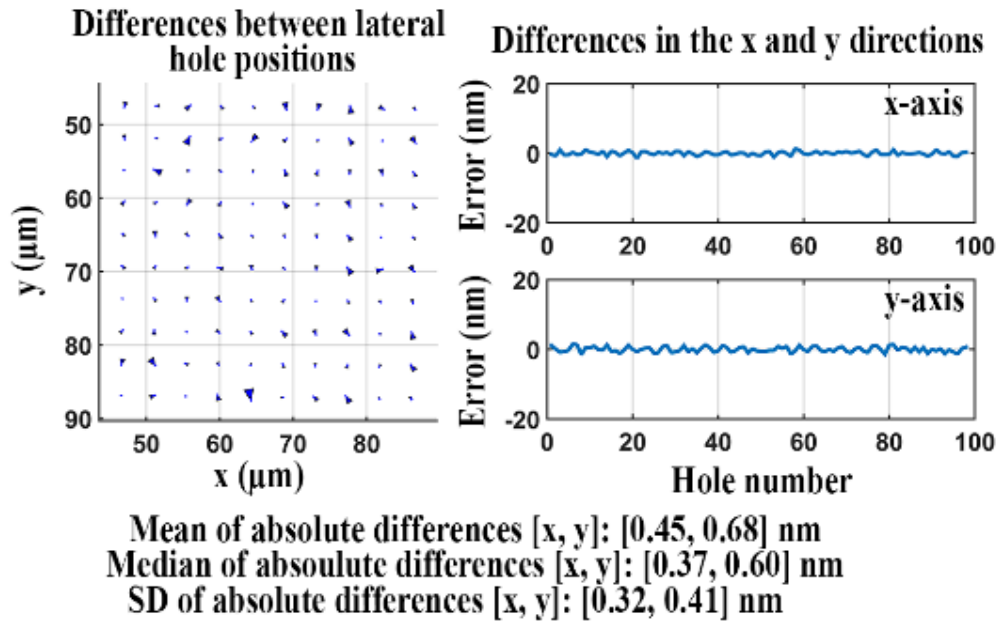 Differences between lateral
hole positions
50
60
70
80
90
50
60
70
80
y (μm)
x (μm)
Differences in the x and y directions
20
0
-20
Error (nm)
x-axis
0
20
40
60
80
100
20
0
-20
Error (nm)
y-axis
0
20
40
60
80
100
Hole number
Mean of absolute differences [x, y]: [0.45, 0.68] nm
Median of absoulute differences [x, y]: [0.37, 0.60] nm
SD of absolute differences [x, y]: [0.32, 0.41] nm